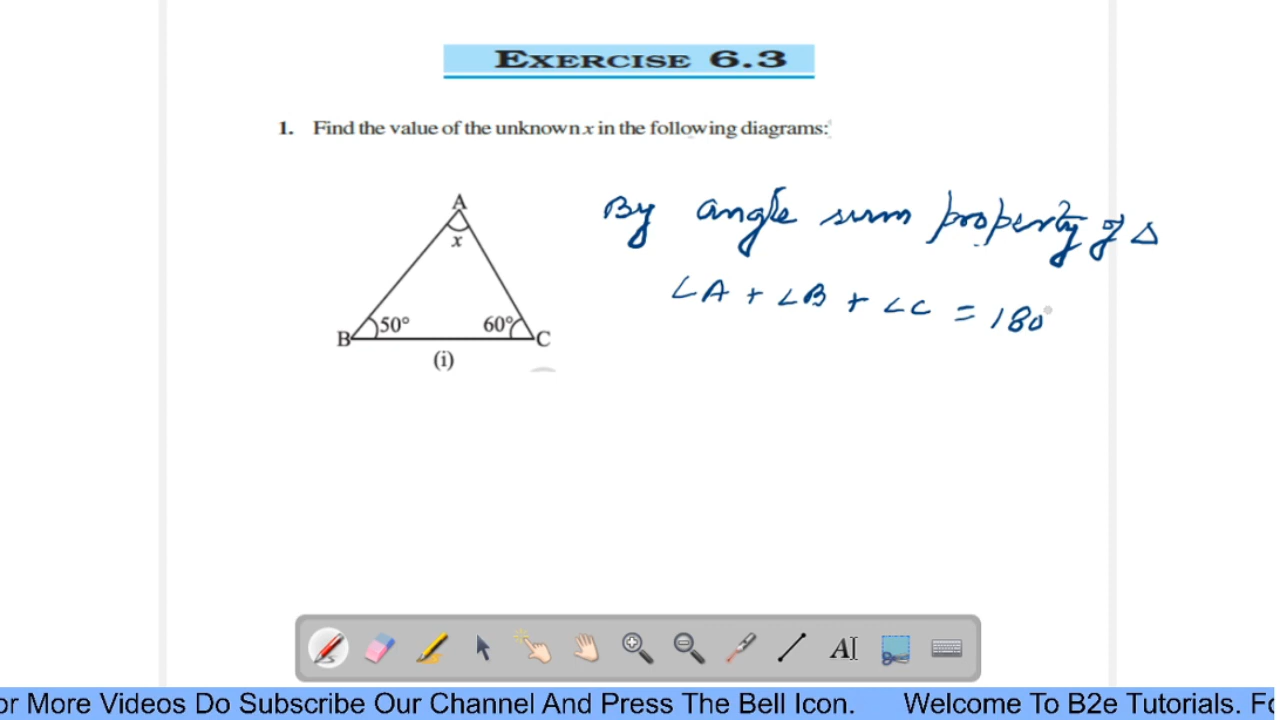 EXERCISE 6.3
1. Find the value of the unknown x in the following diagrams:
A
x
By angle sum property of Δ
∠A + ∠B + ∠C = 180°
50°
60°
B
C
(i)
AI
or More Videos Do Subscribe Our Channel And Press The Bell Icon. Welcome To B2e Tutorials. Fo